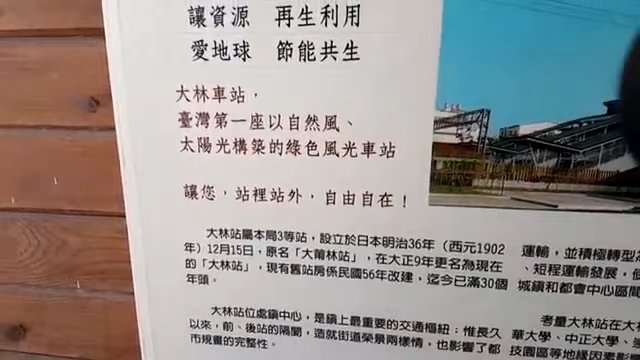 讓資源 再生利用
愛地球 節能共生
大林車站，
臺灣第一座以自然風、
太陽光構築的綠色風光車站
讓您，站裡站外，自由自在！
大林站屬本局3等站，設立於日本明治36年（西元1902
年）12月15日，原名「大莆林站」，在大正9年更名為現在
的「大林站」，現有舊站房係民國56年改建，迄今已滿30個
年頭。
大林站位處鎮中心，是鎮上最重要的交通樞紐；惟長久
以來，前、後站的隔閡，造就街道榮景兩樣情，也影響了都
市規畫的完整性。
運輸，並積極轉型為
、短程運輸發展，使
城鎮和都會中心區間
考量大林站在大林
華大學、中正大學、
技園區等地緣因素影